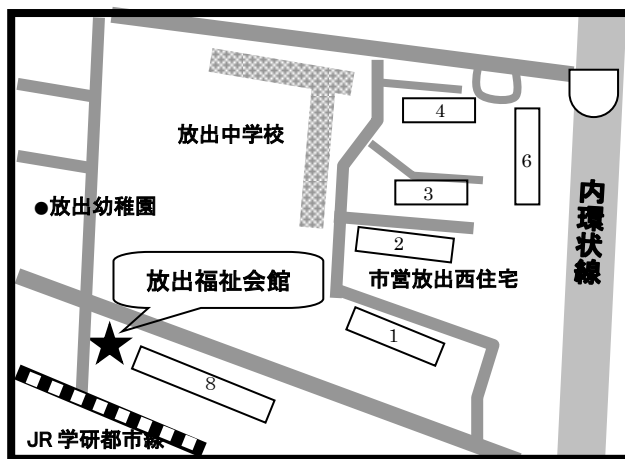 4
放出中学校
6
3
●放出幼稚園
内環状線
2
放出福祉会館
市営放出西住宅
1
8
JR 学研都市線